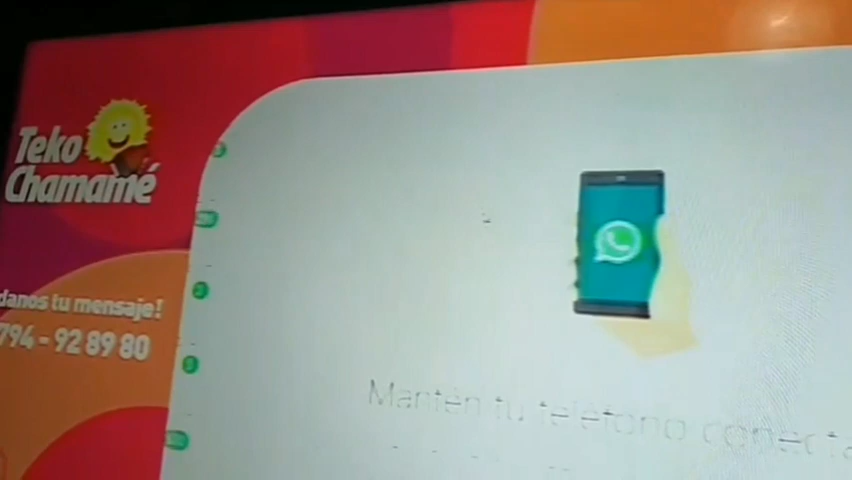 Teko
Chamamé
danos tu mensaje!
794 - 92 89 80
Mantén tu teléfono conecta